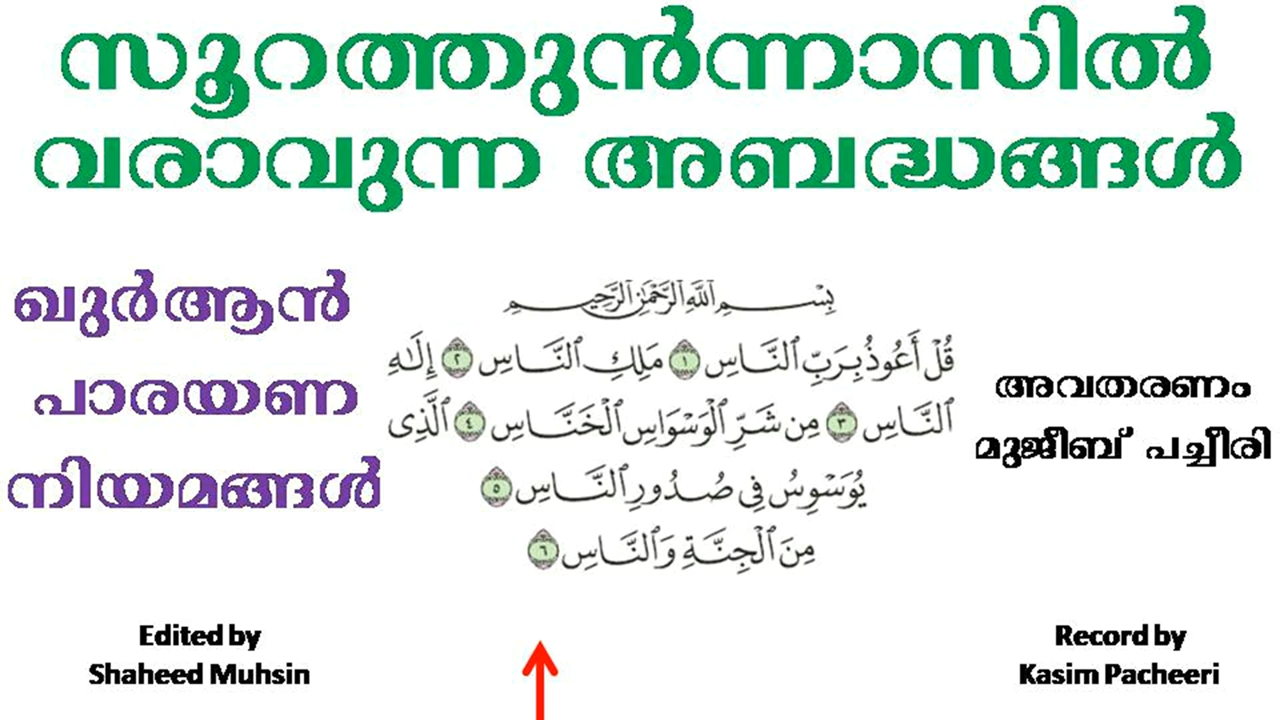 സൂറത്തുൻന്നാസിൽ
വരാവുന്ന അബദ്ധങ്ങൾ
ഖുർആൻ
പാരയണ
നിയമങ്ങൾ
بِسْمِ ٱللَّهِ ٱلرَّحْمَٰنِ ٱلرَّحِيمِ
قُلْ أَعُوذُ بِرَبِّ ٱلنَّاسِ ١ مَلِكِ ٱلنَّاسِ ٢ إِلَٰهِ
ٱلنَّاسِ ٣ مِن شَرِّ ٱلْوَسْوَاسِ ٱلْخَنَّاسِ ٤ ٱلَّذِى
يُوَسْوِسُ فِى صُدُورِ ٱلنَّاسِ ٥
مِنَ ٱلْجِنَّةِ وَٱلنَّاسِ ٦
അവതരണം
മുജീബ് പച്ചീരി
Edited by
Shaheed Muhsin
Record by
Kasim Pacheeri